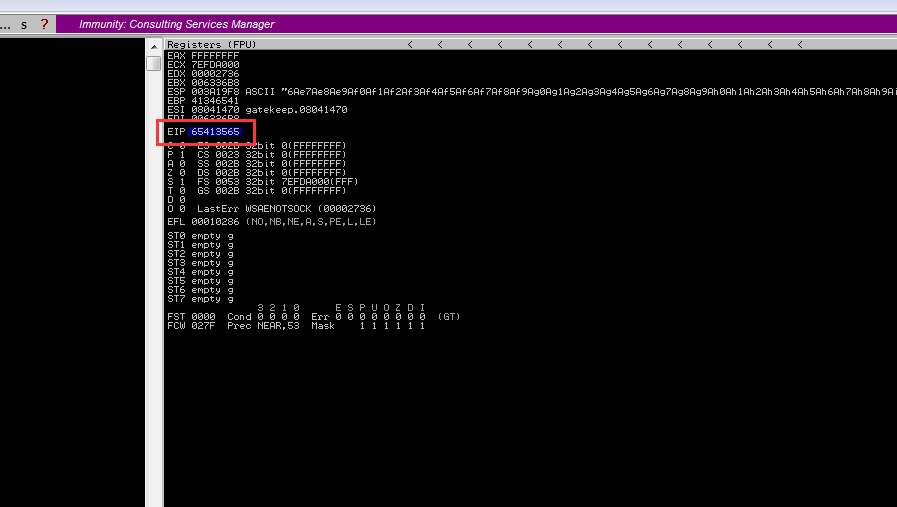 ... s ? Immunity: Consulting Services Manager
Registers (FPU) < < < < < < < < < < < < < <
EAX FFFFFFFF
ECX 7EFDA000
EDX 00002736
EBX 006336B8
ESP 003A19F8 ASCII "6Ae7Ae8Ae9Af0Af1Af2Af3Af4Af5Af6Af7Af8Af9Ag0Ag1Ag2Ag3Ag4Ag5Ag6Ag7Ag8Ag9Ah0Ah1Ah2Ah3Ah4Ah5Ah6Ah7Ah8Ah9Ai
EBP 41346541
ESI 08041470 gatekeep.08041470
EDI 006336B8
EIP 65413565
C 0 ES 002B 32bit 0(FFFFFFFF)
P 1 CS 0023 32bit 0(FFFFFFFF)
A 0 SS 002B 32bit 0(FFFFFFFF)
Z 0 DS 002B 32bit 0(FFFFFFFF)
S 1 FS 0053 32bit 7EFDA000(FFF)
T 0 GS 002B 32bit 0(FFFFFFFF)
D 0
O 0 LastErr WSAENOTSOCK (00002736)
EFL 00010286 (NO,NB,NE,A,S,PE,L,LE)
ST0 empty g
ST1 empty g
ST2 empty g
ST3 empty g
ST4 empty g
ST5 empty g
ST6 empty g
ST7 empty g
3 2 1 0 E S P U O Z D I
FST 0000 Cond 0 0 0 0 Err 0 0 0 0 0 0 0 0 (GT)
FCW 027F Prec NEAR,53 Mask 1 1 1 1 1 1